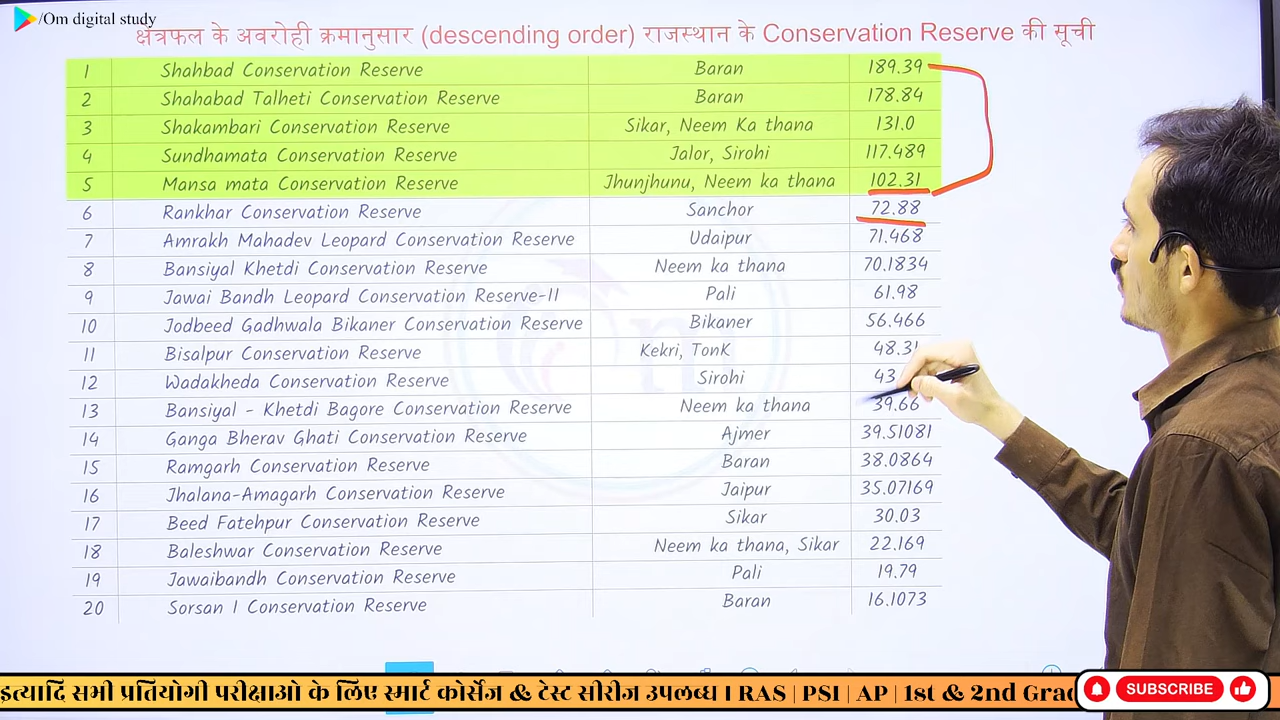 /Om digital study
क्षेत्रफल के अवरोही क्रमानुसार (descending order) राजस्थान के Conservation Reserve की सूची
1 Shahbad Conservation Reserve Baran 189.39
2 Shahabad Talheti Conservation Reserve Baran 178.84
3 Shakambari Conservation Reserve Sikar, Neem Ka thana 131.0
4 Sundhamata Conservation Reserve Jalor, Sirohi 117.489
5 Mansa mata Conservation Reserve Jhunjhunu, Neem ka thana 102.31
6 Rankhar Conservation Reserve Sanchor 72.88
7 Amrakh Mahadev Leopard Conservation Reserve Udaipur 71.468
8 Bansiyal Khetdi Conservation Reserve Neem ka thana 70.1834
9 Jawai Bandh Leopard Conservation Reserve-II Pali 61.98
10 Jodbeed Gadhwala Bikaner Conservation Reserve Bikaner 56.466
11 Bisalpur Conservation Reserve Kekri, TonK 48.31
12 Wadakheda Conservation Reserve Sirohi
13 Bansiyal - Khetdi Bagore Conservation Reserve Neem ka thana 39.66
14 Ganga Bherav Ghati Conservation Reserve Ajmer 39.51081
15 Ramgarh Conservation Reserve Baran 38.0864
16 Jhalana-Amagarh Conservation Reserve Jaipur 35.07169
17 Beed Fatehpur Conservation Reserve Sikar 30.03
18 Baleshwar Conservation Reserve Neem ka thana, Sikar 22.169
19 Jawaibandh Conservation Reserve Pali 19.79
20 Sorsan I Conservation Reserve Baran 16.1073
इत्यादि सभी प्रतियोगी परीक्षाओ के लिए स्मार्ट कोर्सेज & टेस्ट सीरीज उपलब्ध । RAS | PSI | AP | 1st & 2nd Grad
SUBSCRIBE